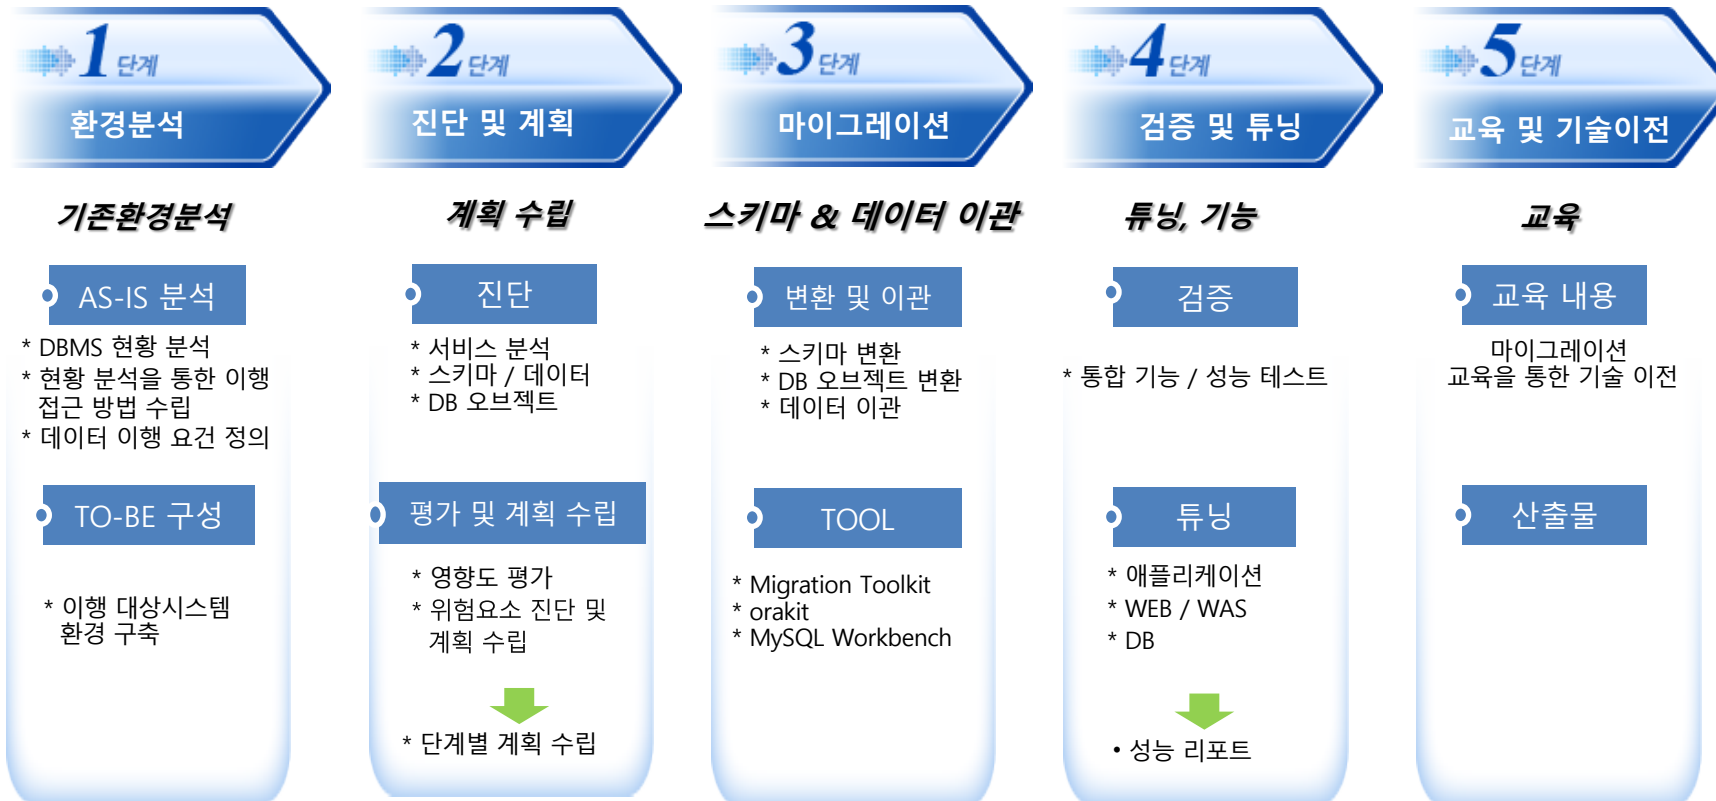 1 단계
환경분석
기존환경분석
AS-IS 분석
* DBMS 현황 분석
* 현황 분석을 통한 이행
접근 방법 수립
* 데이터 이행 요건 정의
TO-BE 구성
* 이행 대상시스템
환경 구축
2 단계
진단 및 계획
계획 수립
진단
* 서비스 분석
* 스키마 / 데이터
* DB 오브젝트
평가 및 계획 수립
* 영향도 평가
* 위험요소 진단 및
계획 수립
* 단계별 계획 수립
3 단계
마이그레이션
스키마 & 데이터 이관
변환 및 이관
* 스키마 변환
* DB 오브젝트 변환
* 데이터 이관
TOOL
* Migration Toolkit
* orakit
* MySQL Workbench
4 단계
검증 및 튜닝
튜닝, 기능
검증
* 통합 기능 / 성능 테스트
튜닝
* 애플리케이션
* WEB / WAS
* DB
• 성능 리포트
5 단계
교육 및 기술이전
교육
교육 내용
마이그레이션
교육을 통한 기술 이전
산출물